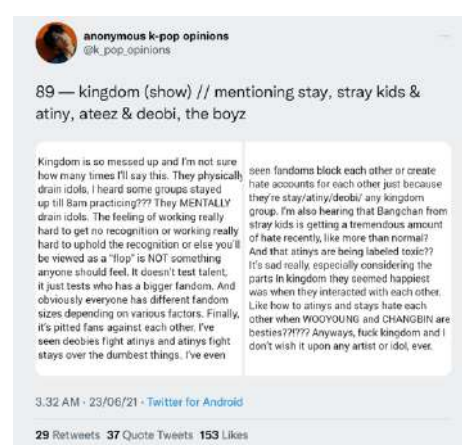 anonymous k-pop opinions
@k_pop_opinions
89 — kingdom (show) // mentioning stay, stray kids &
atiny, ateez & deobi, the boyz
Kingdom is so messed up and I'm not sure
how many times I'll say this. They physically
drain idols, I heard some groups stayed
up till 8am practicing??? They MENTALLY
drain idols. The feeling of working really
hard to get no recognition or working really
hard to uphold the recognition or else you'll
be viewed as a "flop" is NOT something
anyone should feel. It doesn't test talent,
it just tests who has a bigger fandom. And
obviously everyone has different fandom
sizes depending on various factors. Finally,
it's pitted fans against each other. I've
seen deobies fight atinys and atinys fight
stays over the dumbest things. I've even
seen fandoms block each other or create
hate accounts for each other just because
they're stay/atiny/deobi/ any kingdom
group. I'm also hearing that Bangchan from
stray kids is getting a tremendous amount
of hate recently, like more than normal?
And that atinys are being labeled toxic??
It's sad really, especially considering the
parts in kingdom they seemed happiest
was when they interacted with each other.
Like how to atinys and stays hate each
other when WOOYOUNG and CHANGBIN are
besties??!??? Anyways, fuck kingdom and I
don't wish it upon any artist or idol, ever.
3.32 AM · 23/06/21 · Twitter for Android
29 Retweets 37 Quote Tweets 153 Likes